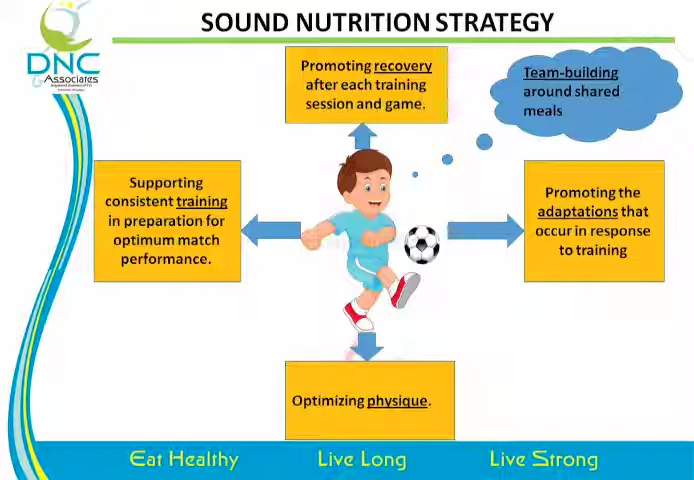 SOUND NUTRITION STRATEGY
DNC
& Associates
Promoting recovery
after each training
session and game.
Team-building
around shared
meals
Supporting
consistent training
in preparation for
optimum match
performance.
Promoting the
adaptations that
occur in response
to training
Optimizing physique.
Eat Healthy
Live Long
Live Strong